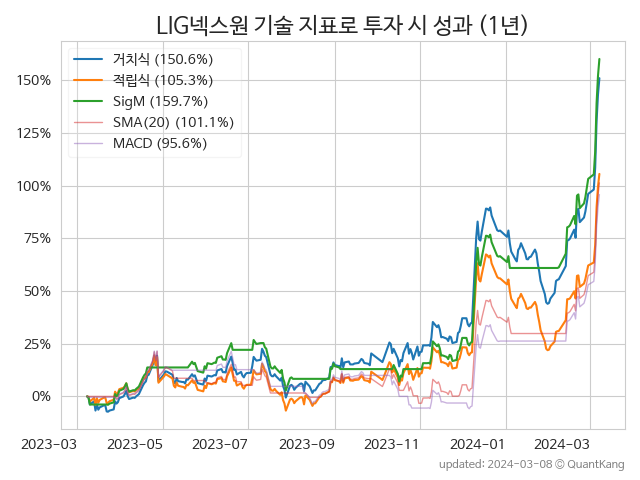 LIG넥스원 기술 지표로 투자 시 성과 (1년)
거치식 (150.6%)
적립식 (105.3%)
SigM (159.7%)
SMA(20) (101.1%)
MACD (95.6%)
150%
125%
100%
75%
50%
25%
0%
2023-03 2023-05 2023-07 2023-09 2023-11 2024-01 2024-03
updated: 2024-03-08 @ QuantKang